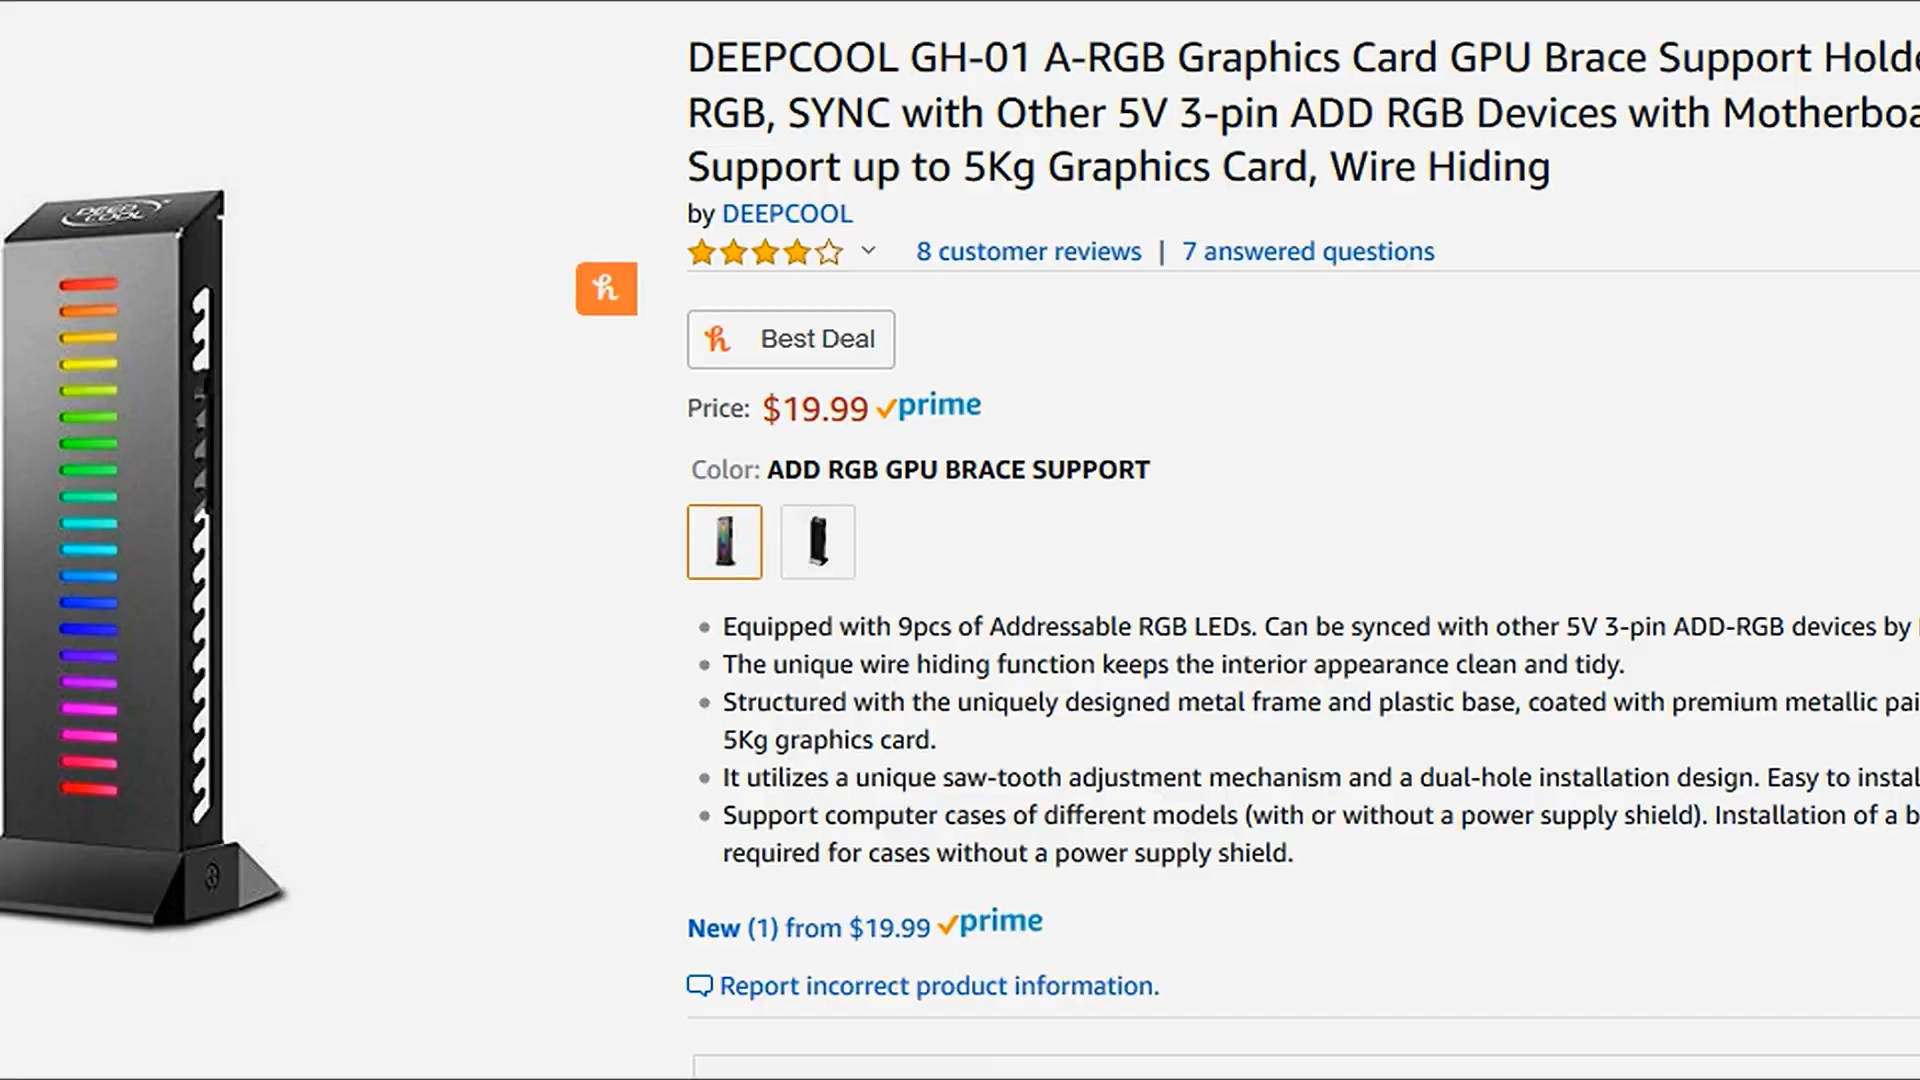 DEEPCOOL GH-01 A-RGB Graphics Card GPU Brace Support Holde
RGB, SYNC with Other 5V 3-pin ADD RGB Devices with Motherboa
Support up to 5Kg Graphics Card, Wire Hiding
by DEEPCOOL
8 customer reviews | 7 answered questions
h
h Best Deal
Price: $19.99 prime
Color: ADD RGB GPU BRACE SUPPORT
Equipped with 9pcs of Addressable RGB LEDs. Can be synced with other 5V 3-pin ADD-RGB devices by
The unique wire hiding function keeps the interior appearance clean and tidy.
Structured with the uniquely designed metal frame and plastic base, coated with premium metallic pai
5Kg graphics card.
It utilizes a unique saw-tooth adjustment mechanism and a dual-hole installation design. Easy to instal
Support computer cases of different models (with or without a power supply shield). Installation of a b
required for cases without a power supply shield.
New (1) from $19.99 prime
Report incorrect product information.
DEEP
COOL